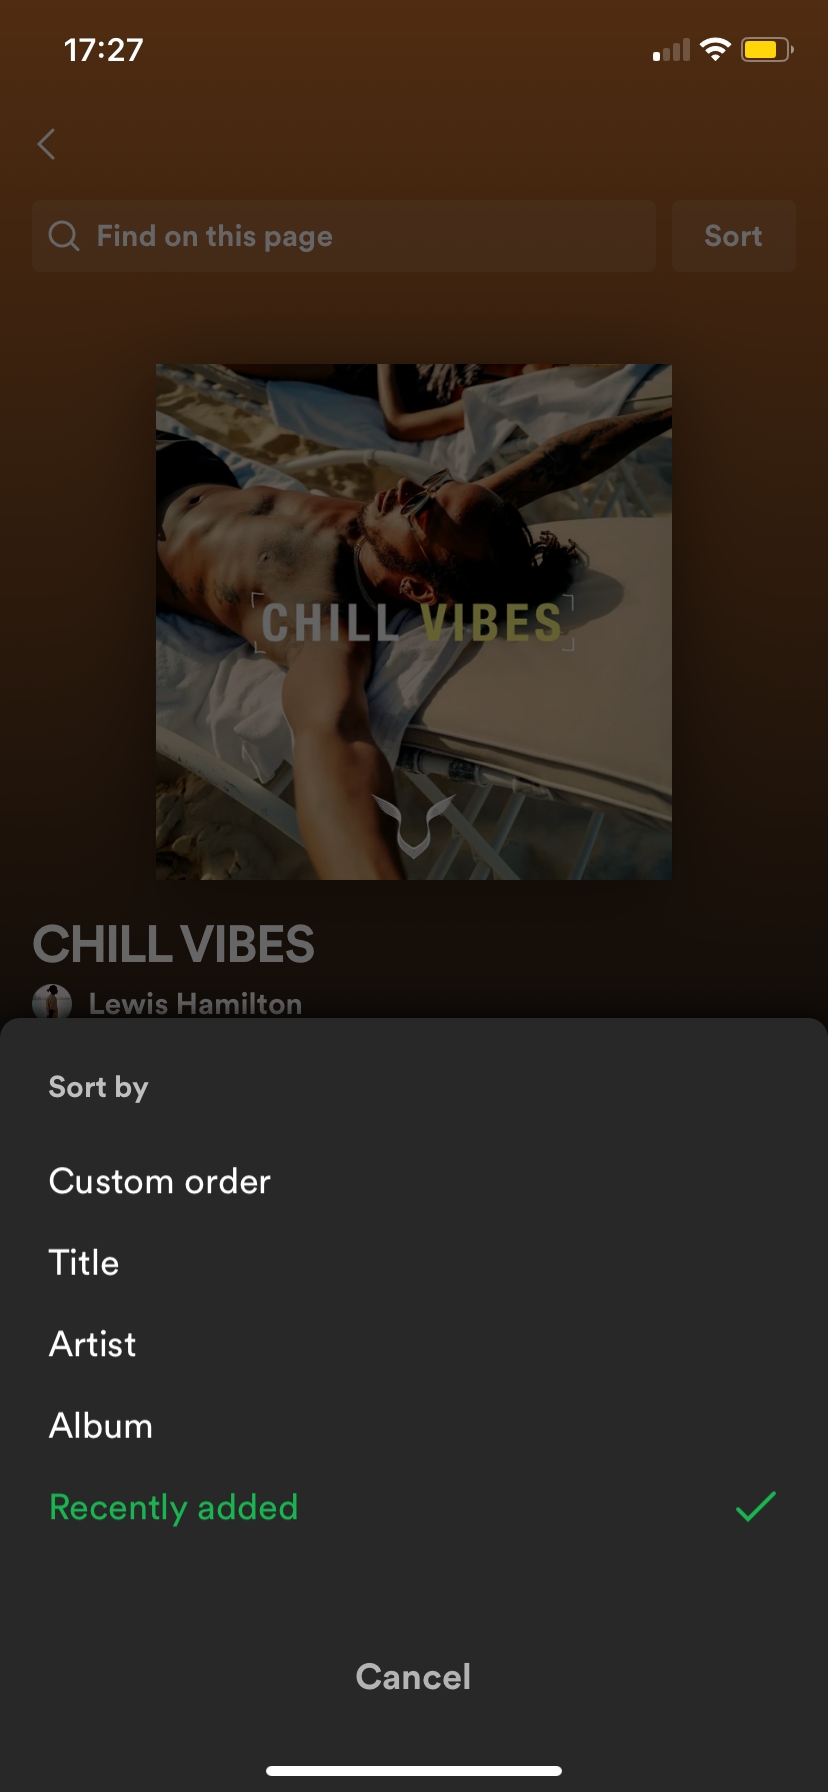 17:27
Find on this page
Sort
CHILL VIBES
CHILL VIBES
Lewis Hamilton
Sort by
Custom order
Title
Artist
Album
Recently added
Cancel